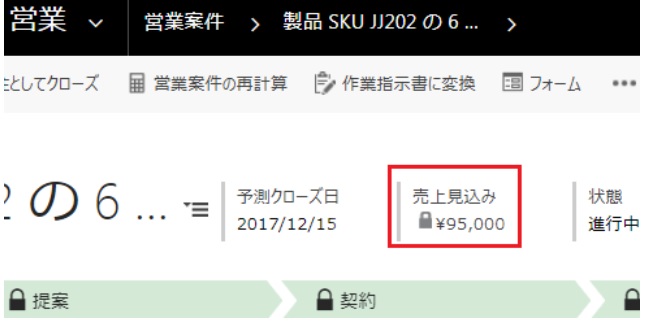 営業 営業案件 製品 SKU JJ202 の 6 ...
としてクローズ 営業案件の再計算 作業指示書に変換 フォーム
予測クローズ日 売上見込み 状態
の 6 ... 2017/12/15 ¥95,000 進行中
提案 契約